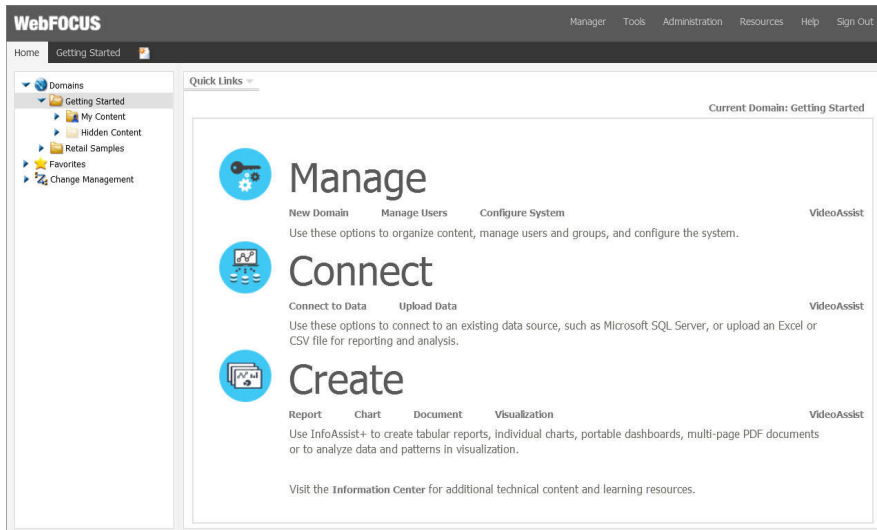 WebFOCUS
Manager Tools Administration Resources Help Sign Out
Home Getting Started
Domains
Getting Started
My Content
Hidden Content
Retail Samples
Favorites
Change Management
Quick Links
Current Domain: Getting Started
Manage
New Domain Manage Users Configure System VideoAssist
Use these options to organize content, manage users and groups, and configure the system.
Connect
Connect to Data Upload Data VideoAssist
Use these options to connect to an existing data source, such as Microsoft SQL Server, or upload an Excel or
CSV file for reporting and analysis.
Create
Report Chart Document Visualization VideoAssist
Use InfoAssist+ to create tabular reports, individual charts, portable dashboards, multi-page PDF documents
or to analyze data and patterns in visualization.
Visit the Information Center for additional technical content and learning resources.